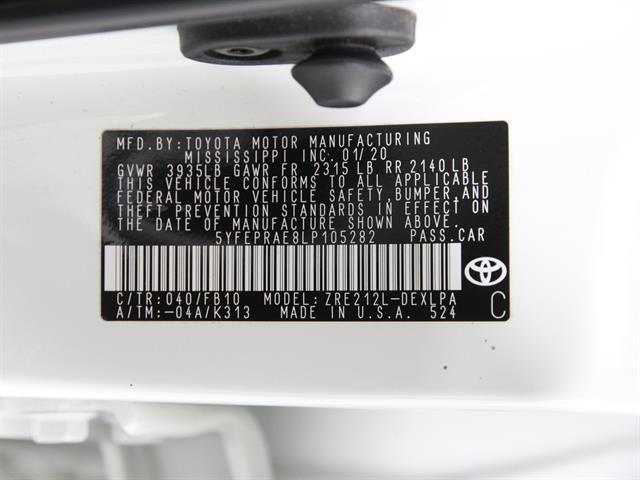 MFD.BY:TOYOTA MOTOR MANUFACTURING
MISSISSIPPI INC. 01/20
GVWR 3935LB GAWR FR 2315 LB RR 2140 LB
THIS VEHICLE CONFORMS TO ALL APPLICABLE
FEDERAL MOTOR VEHICLE SAFETY, BUMPER AND
THEFT PREVENTION STANDARDS IN EFFECT ON
THE DATE OF MANUFACTURE SHOWN ABOVE.
5YFEPRAE8LP105282 PASS.CAR
C/TR: 040/FB10 MODEL: ZRE212L-DEXLPA
A/TM:-04A/K313 MADE IN U.S.A. 524
C